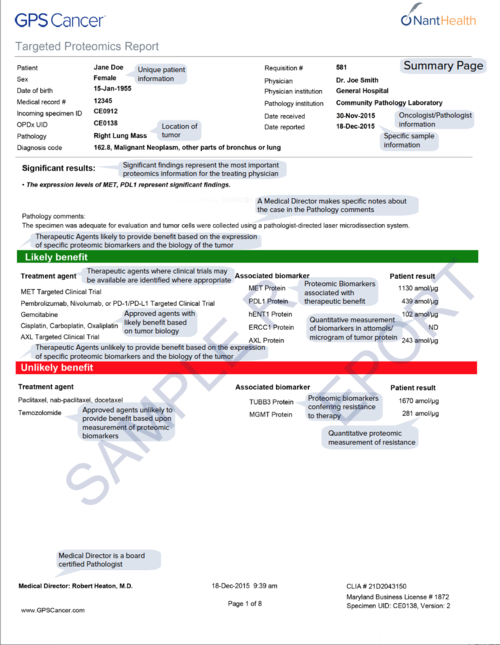 GPS Cancer
NantHealth
Targeted Proteomics Report
Summary Page
Patient Jane Doe
Sex Female
Date of birth 15-Jan-1955
Medical record # 12345
Incoming specimen ID CE0912
OPDx UID CE0138
Pathology Right Lung Mass
Diagnosis code 162.8, Malignant Neoplasm, other parts of bronchus or lung
Unique patient
information
Location of
tumor
Requisition # 581
Physician Dr. Joe Smith
Physician institution General Hospital
Pathology institution Community Pathology Laboratory
Date received 30-Nov-2015
Date reported 18-Dec-2015
Oncologist/Pathologist
information
Specific sample
information
Significant results:
Significant findings represent the most important
proteomics information for the treating physician
• The expression levels of MET, PDL1 represent significant findings.
A Medical Director makes specific notes about
the case in the Pathology comments
Pathology comments:
The specimen was adequate for evaluation and tumor cells were collected using a pathologist-directed laser microdissection system.
Therapeutic Agents likely to provide benefit based on the expression
of specific proteomic biomarkers and the biology of the tumor
Likely benefit
Treatment agent Associated biomarker Patient result
Therapeutic agents where clinical trials may
be available are identified where appropriate
MET Targeted Clinical Trial MET Protein 1130 amol/µg
Pembrolizumab, Nivolumab, or PD-1/PD-L1 Targeted Clinical Trial PDL1 Protein 439 amol/µg
Gemcitabine hENT1 Protein 102 amol/µg
Cisplatin, Carboplatin, Oxaliplatin ERCC1 Protein ND
AXL Targeted Clinical Trial AXL Protein 243 amol/µg
Proteomic Biomarkers
associated with
therapeutic benefit
Approved agents with
likely benefit based
on tumor biology
Quantitative measurement
of biomarkers in attomols/
microgram of tumor protein
Therapeutic Agents unlikely to provide benefit based on the expression
of specific proteomic biomarkers and the biology of the tumor
Unlikely benefit
Treatment agent Associated biomarker Patient result
Paclitaxel, nab-paclitaxel, docetaxel TUBB3 Protein 1670 amol/µg
Temozolomide MGMT Protein 281 amol/µg
Approved agents unlikely to
provide benefit based upon
measurement of proteomic
biomarkers
Proteomic biomarkers
conferring resistance
to therapy
Quantitative proteomic
measurement of resistance
SAMPLE REPORT
Medical Director is a board
certified Pathologist
Medical Director: Robert Heaton, M.D. 18-Dec-2015 9:39 am CLIA # 21D2043150
Maryland Business License # 1872
Page 1 of 8 Specimen UID: CE0138, Version: 2
www.GPSCancer.com